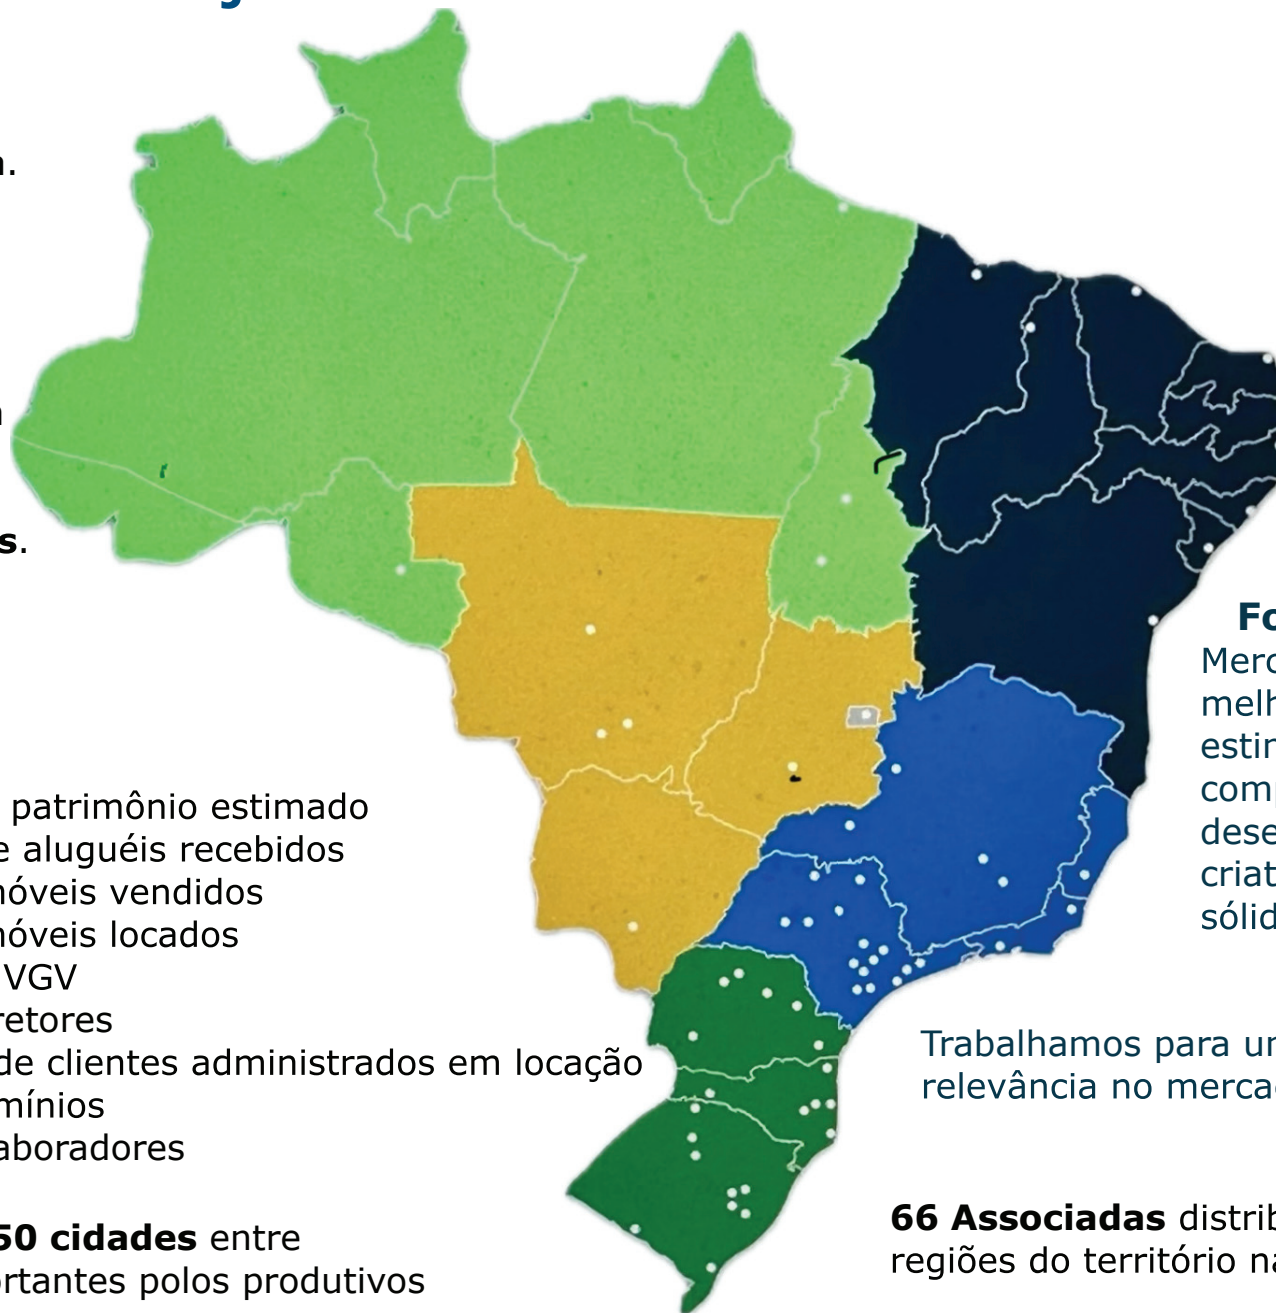 s.
Fo
Merc
melh
estin
comp
dese
criat
sólid
patrimônio estimado
e aluguéis recebidos
nóveis vendidos
nóveis locados
VGV
retores
de clientes administrados em locação
mínios
aboradores
50 cidades entre
ortantes polos produtivos
Trabalhamos para un
relevância no merca
66 Associadas distrib
regiões do território na